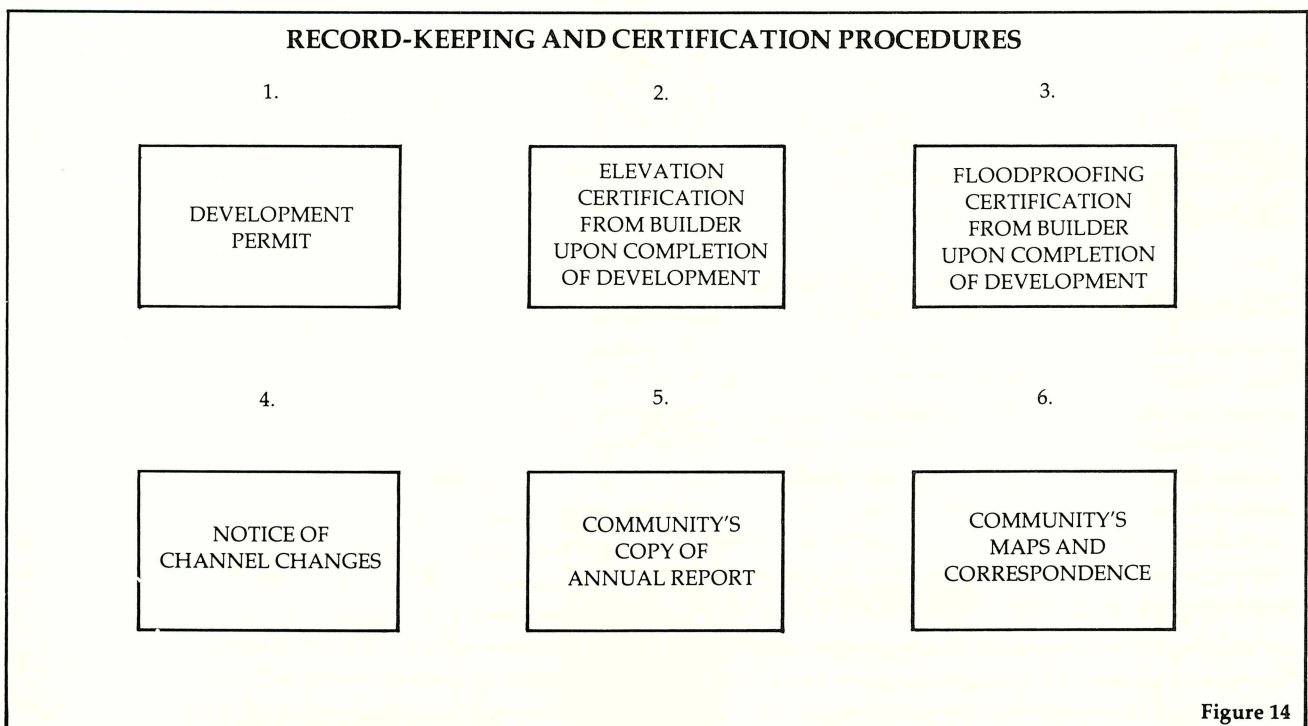 RECORD-KEEPING AND CERTIFICATION PROCEDURES
1.
DEVELOPMENT
PERMIT
2.
ELEVATION
CERTIFICATION
FROM BUILDER
UPON COMPLETION
OF DEVELOPMENT
3.
FLOODPROOFING
CERTIFICATION
FROM BUILDER
UPON COMPLETION
OF DEVELOPMENT
4.
NOTICE OF
CHANNEL CHANGES
5.
COMMUNITY'S
COPY OF
ANNUAL REPORT
6.
COMMUNITY'S
MAPS AND
CORRESPONDENCE
Figure 14